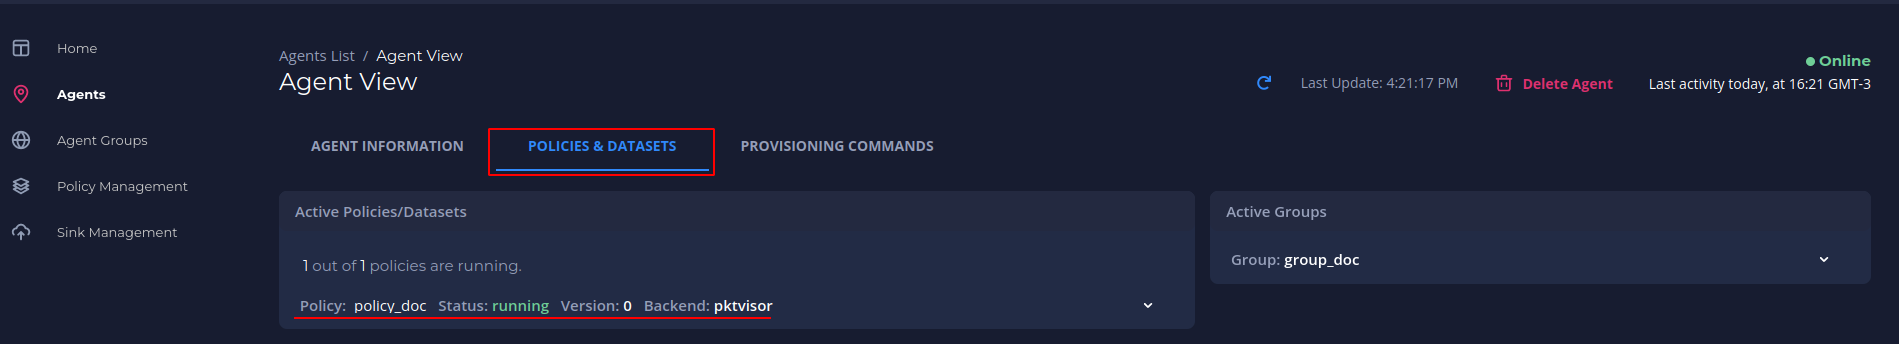 Home
Agents
Agent Groups
Policy Management
Sink Management
Agents List / Agent View
Agent View
Last Update: 4:21:17 PM
Delete Agent
Online
Last activity today, at 16:21 GMT-3
AGENT INFORMATION
POLICIES & DATASETS
PROVISIONING COMMANDS
Active Policies/Datasets
1 out of 1 policies are running.
Policy: policy_doc Status: running Version: 0 Backend: pktvisor
Active Groups
Group: group_doc